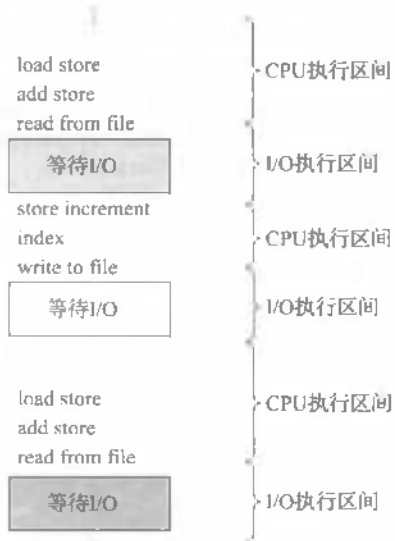 load store
add store
read from file
CPU执行区间
等待I/O
I/O执行区间
store increment
index
write to file
CPU执行区间
等待I/O
I/O执行区间
load store
add store
read from file
CPU执行区间
等待I/O
I/O执行区间